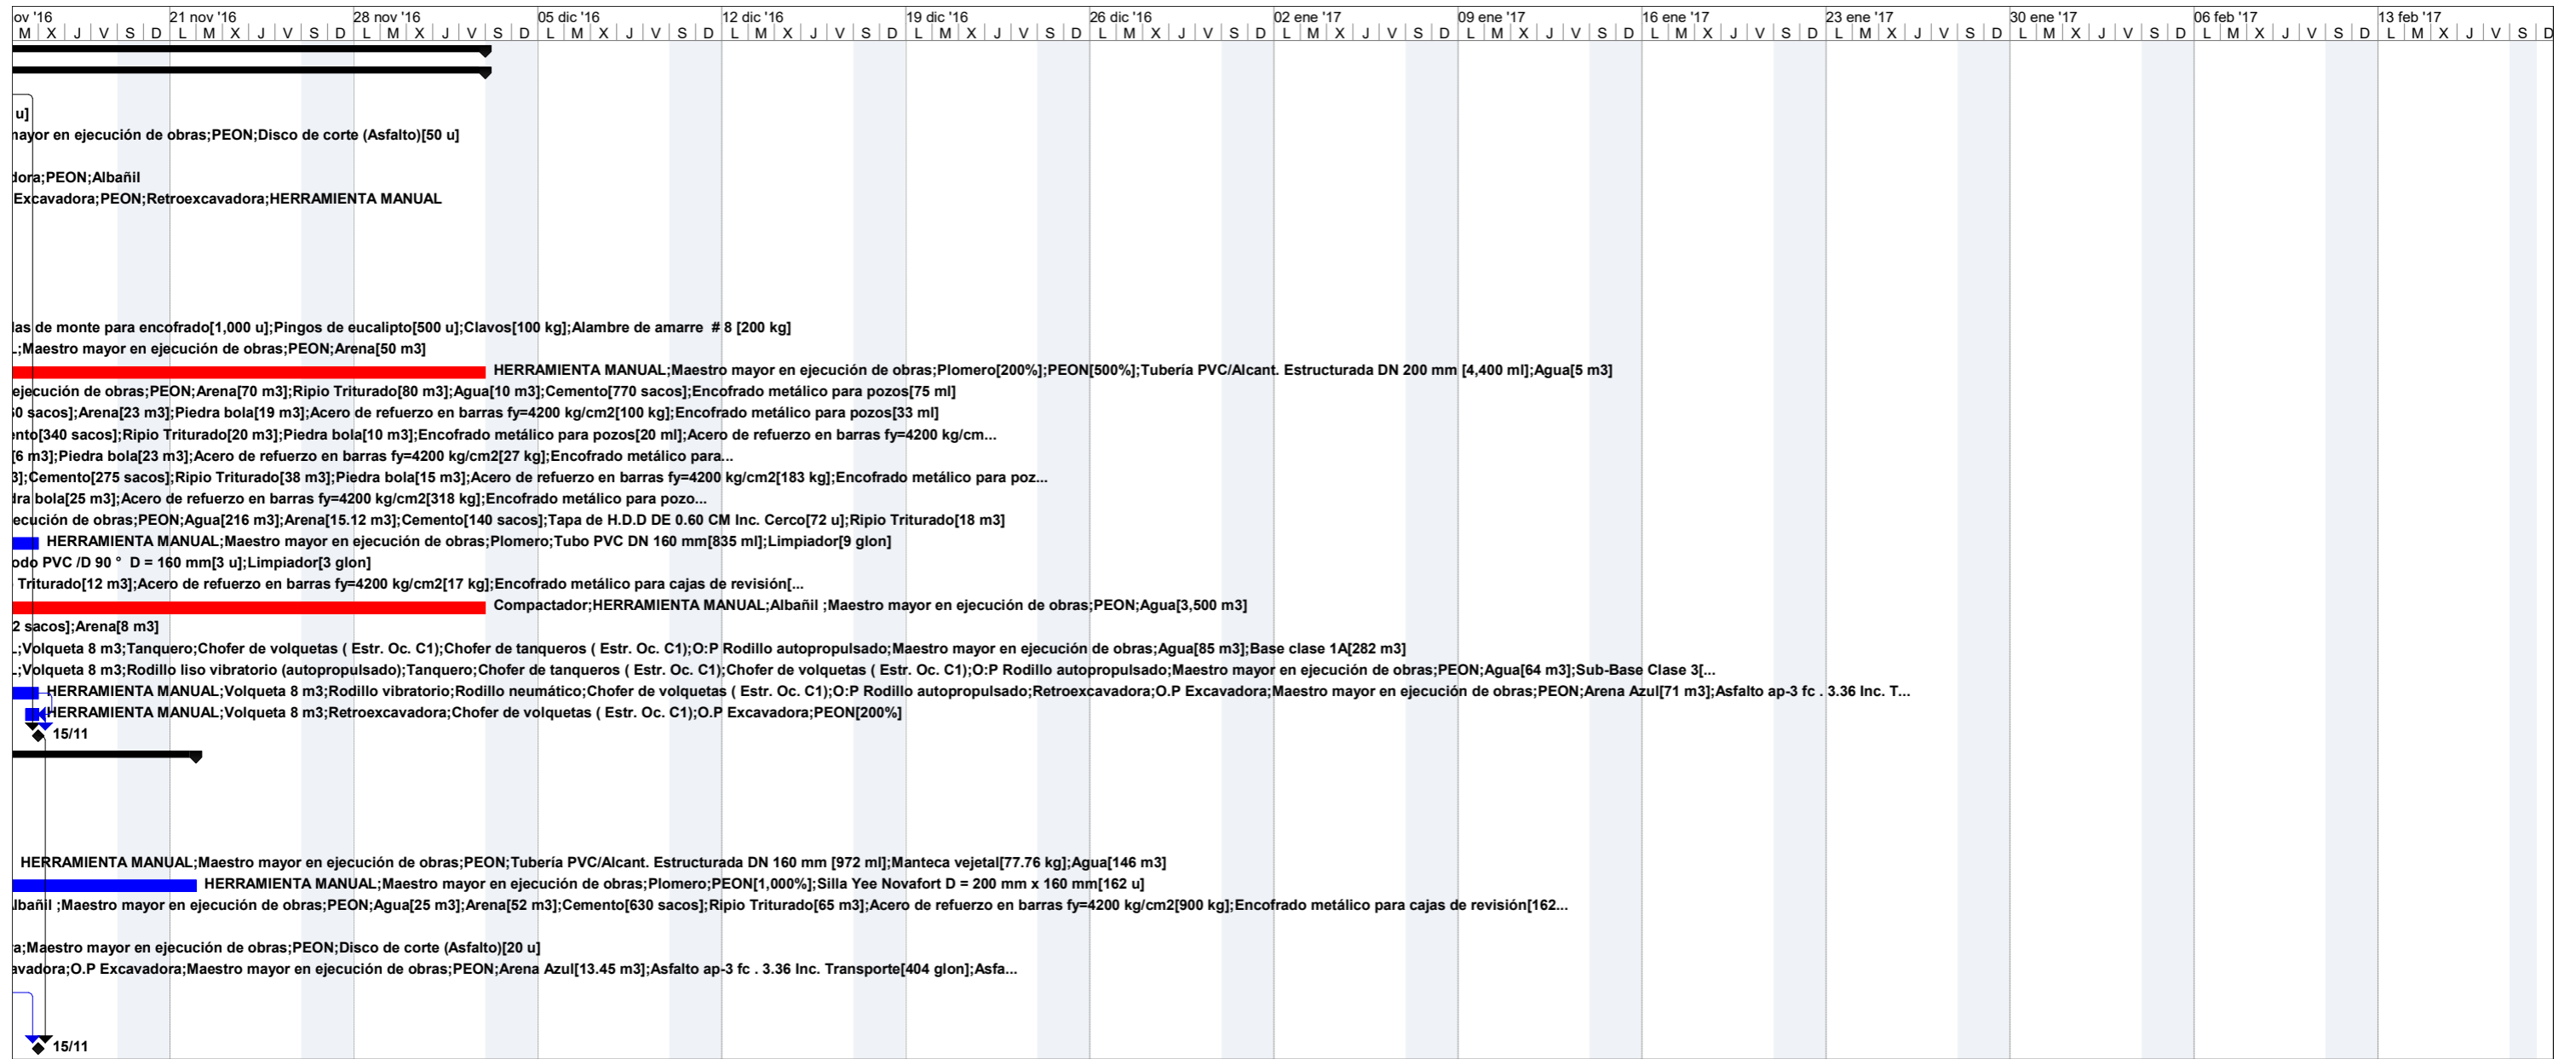 ov '16 21 nov '16 28 nov '16 05 dic '16 12 dic '16 19 dic '16 26 dic '16 02 ene '17 09 ene '17 16 ene '17 23 ene '17 30 ene '17 06 feb '17 13 feb '17
M X J V S D L M X J V S D L M X J V S D L M X J V S D L M X J V S D L M X J V S D L M X J V S D L M X J V S D L M X J V S D L M X J V S D L M X J V S D L M X J V S D L M X J V S D L M X J V S D
u]
mayor en ejecución de obras;PEON;Disco de corte (Asfalto)[50 u]
dora;PEON;Albañil
Excavadora;PEON;Retroexcavadora;HERRAMIENTA MANUAL
las de monte para encofrado[1,000 u];Pingos de eucalipto[500 u];Clavos[100 kg];Alambre de amarre # 8 [200 kg]
L;Maestro mayor en ejecución de obras;PEON;Arena[50 m3]
HERRAMIENTA MANUAL;Maestro mayor en ejecución de obras;Plomero[200%];PEON[500%];Tubería PVC/Alcant. Estructurada DN 200 mm [4,400 ml];Agua[5 m3]
ejecución de obras;PEON;Arena[70 m3];Ripio Triturado[80 m3];Agua[10 m3];Cemento[770 sacos];Encofrado metálico para pozos[75 ml]
0 sacos];Arena[23 m3];Piedra bola[19 m3];Acero de refuerzo en barras fy=4200 kg/cm2[100 kg];Encofrado metálico para pozos[33 ml]
ento[340 sacos];Ripio Triturado[20 m3];Piedra bola[10 m3];Encofrado metálico para pozos[20 ml];Acero de refuerzo en barras fy=4200 kg/cm...
[6 m3];Piedra bola[23 m3];Acero de refuerzo en barras fy=4200 kg/cm2[27 kg];Encofrado metálico para...
3];Cemento[275 sacos];Ripio Triturado[38 m3];Piedra bola[15 m3];Acero de refuerzo en barras fy=4200 kg/cm2[183 kg];Encofrado metálico para poz...
dra bola[25 m3];Acero de refuerzo en barras fy=4200 kg/cm2[318 kg];Encofrado metálico para pozo...
ecución de obras;PEON;Agua[216 m3];Arena[15.12 m3];Cemento[140 sacos];Tapa de H.D.D DE 0.60 CM Inc. Cerco[72 u];Ripio Triturado[18 m3]
HERRAMIENTA MANUAL;Maestro mayor en ejecución de obras;Plomero;Tubo PVC DN 160 mm[835 ml];Limpiador[9 glon]
odo PVC /D 90 ° D = 160 mm[3 u];Limpiador[3 glon]
Triturado[12 m3];Acero de refuerzo en barras fy=4200 kg/cm2[17 kg];Encofrado metálico para cajas de revisión[...
Compactador;HERRAMIENTA MANUAL;Albañil ;Maestro mayor en ejecución de obras;PEON;Agua[3,500 m3]
2 sacos];Arena[8 m3]
L;Volqueta 8 m3;Tanquero;Chofer de volquetas ( Estr. Oc. C1);Chofer de tanqueros ( Estr. Oc. C1);O:P Rodillo autopropulsado;Maestro mayor en ejecución de obras;Agua[85 m3];Base clase 1A[282 m3]
L;Volqueta 8 m3;Rodillo liso vibratorio (autopropulsado);Tanquero;Chofer de tanqueros ( Estr. Oc. C1);Chofer de volquetas ( Estr. Oc. C1);O:P Rodillo autopropulsado;Maestro mayor en ejecución de obras;PEON;Agua[64 m3];Sub-Base Clase 3[...
HERRAMIENTA MANUAL;Volqueta 8 m3;Rodillo vibratorio;Rodillo neumático;Chofer de volquetas ( Estr. Oc. C1);O:P Rodillo autopropulsado;Retroexcavadora;O.P Excavadora;Maestro mayor en ejecución de obras;PEON;Arena Azul[71 m3];Asfalto ap-3 fc . 3.36 Inc. T...
HERRAMIENTA MANUAL;Volqueta 8 m3;Retroexcavadora;Chofer de volquetas ( Estr. Oc. C1);O.P Excavadora;PEON[200%]
15/11
HERRAMIENTA MANUAL;Maestro mayor en ejecución de obras;PEON;Tubería PVC/Alcant. Estructurada DN 160 mm [972 ml];Manteca vejetal[77.76 kg];Agua[146 m3]
HERRAMIENTA MANUAL;Maestro mayor en ejecución de obras;Plomero;PEON[1,000%];Silla Yee Novafort D = 200 mm x 160 mm[162 u]
lbañil ;Maestro mayor en ejecución de obras;PEON;Agua[25 m3];Arena[52 m3];Cemento[630 sacos];Ripio Triturado[65 m3];Acero de refuerzo en barras fy=4200 kg/cm2[900 kg];Encofrado metálico para cajas de revisión[162...
a;Maestro mayor en ejecución de obras;PEON;Disco de corte (Asfalto)[20 u]
avadora;O.P Excavadora;Maestro mayor en ejecución de obras;PEON;Arena Azul[13.45 m3];Asfalto ap-3 fc . 3.36 Inc. Transporte[404 glon];Asfa...
15/11